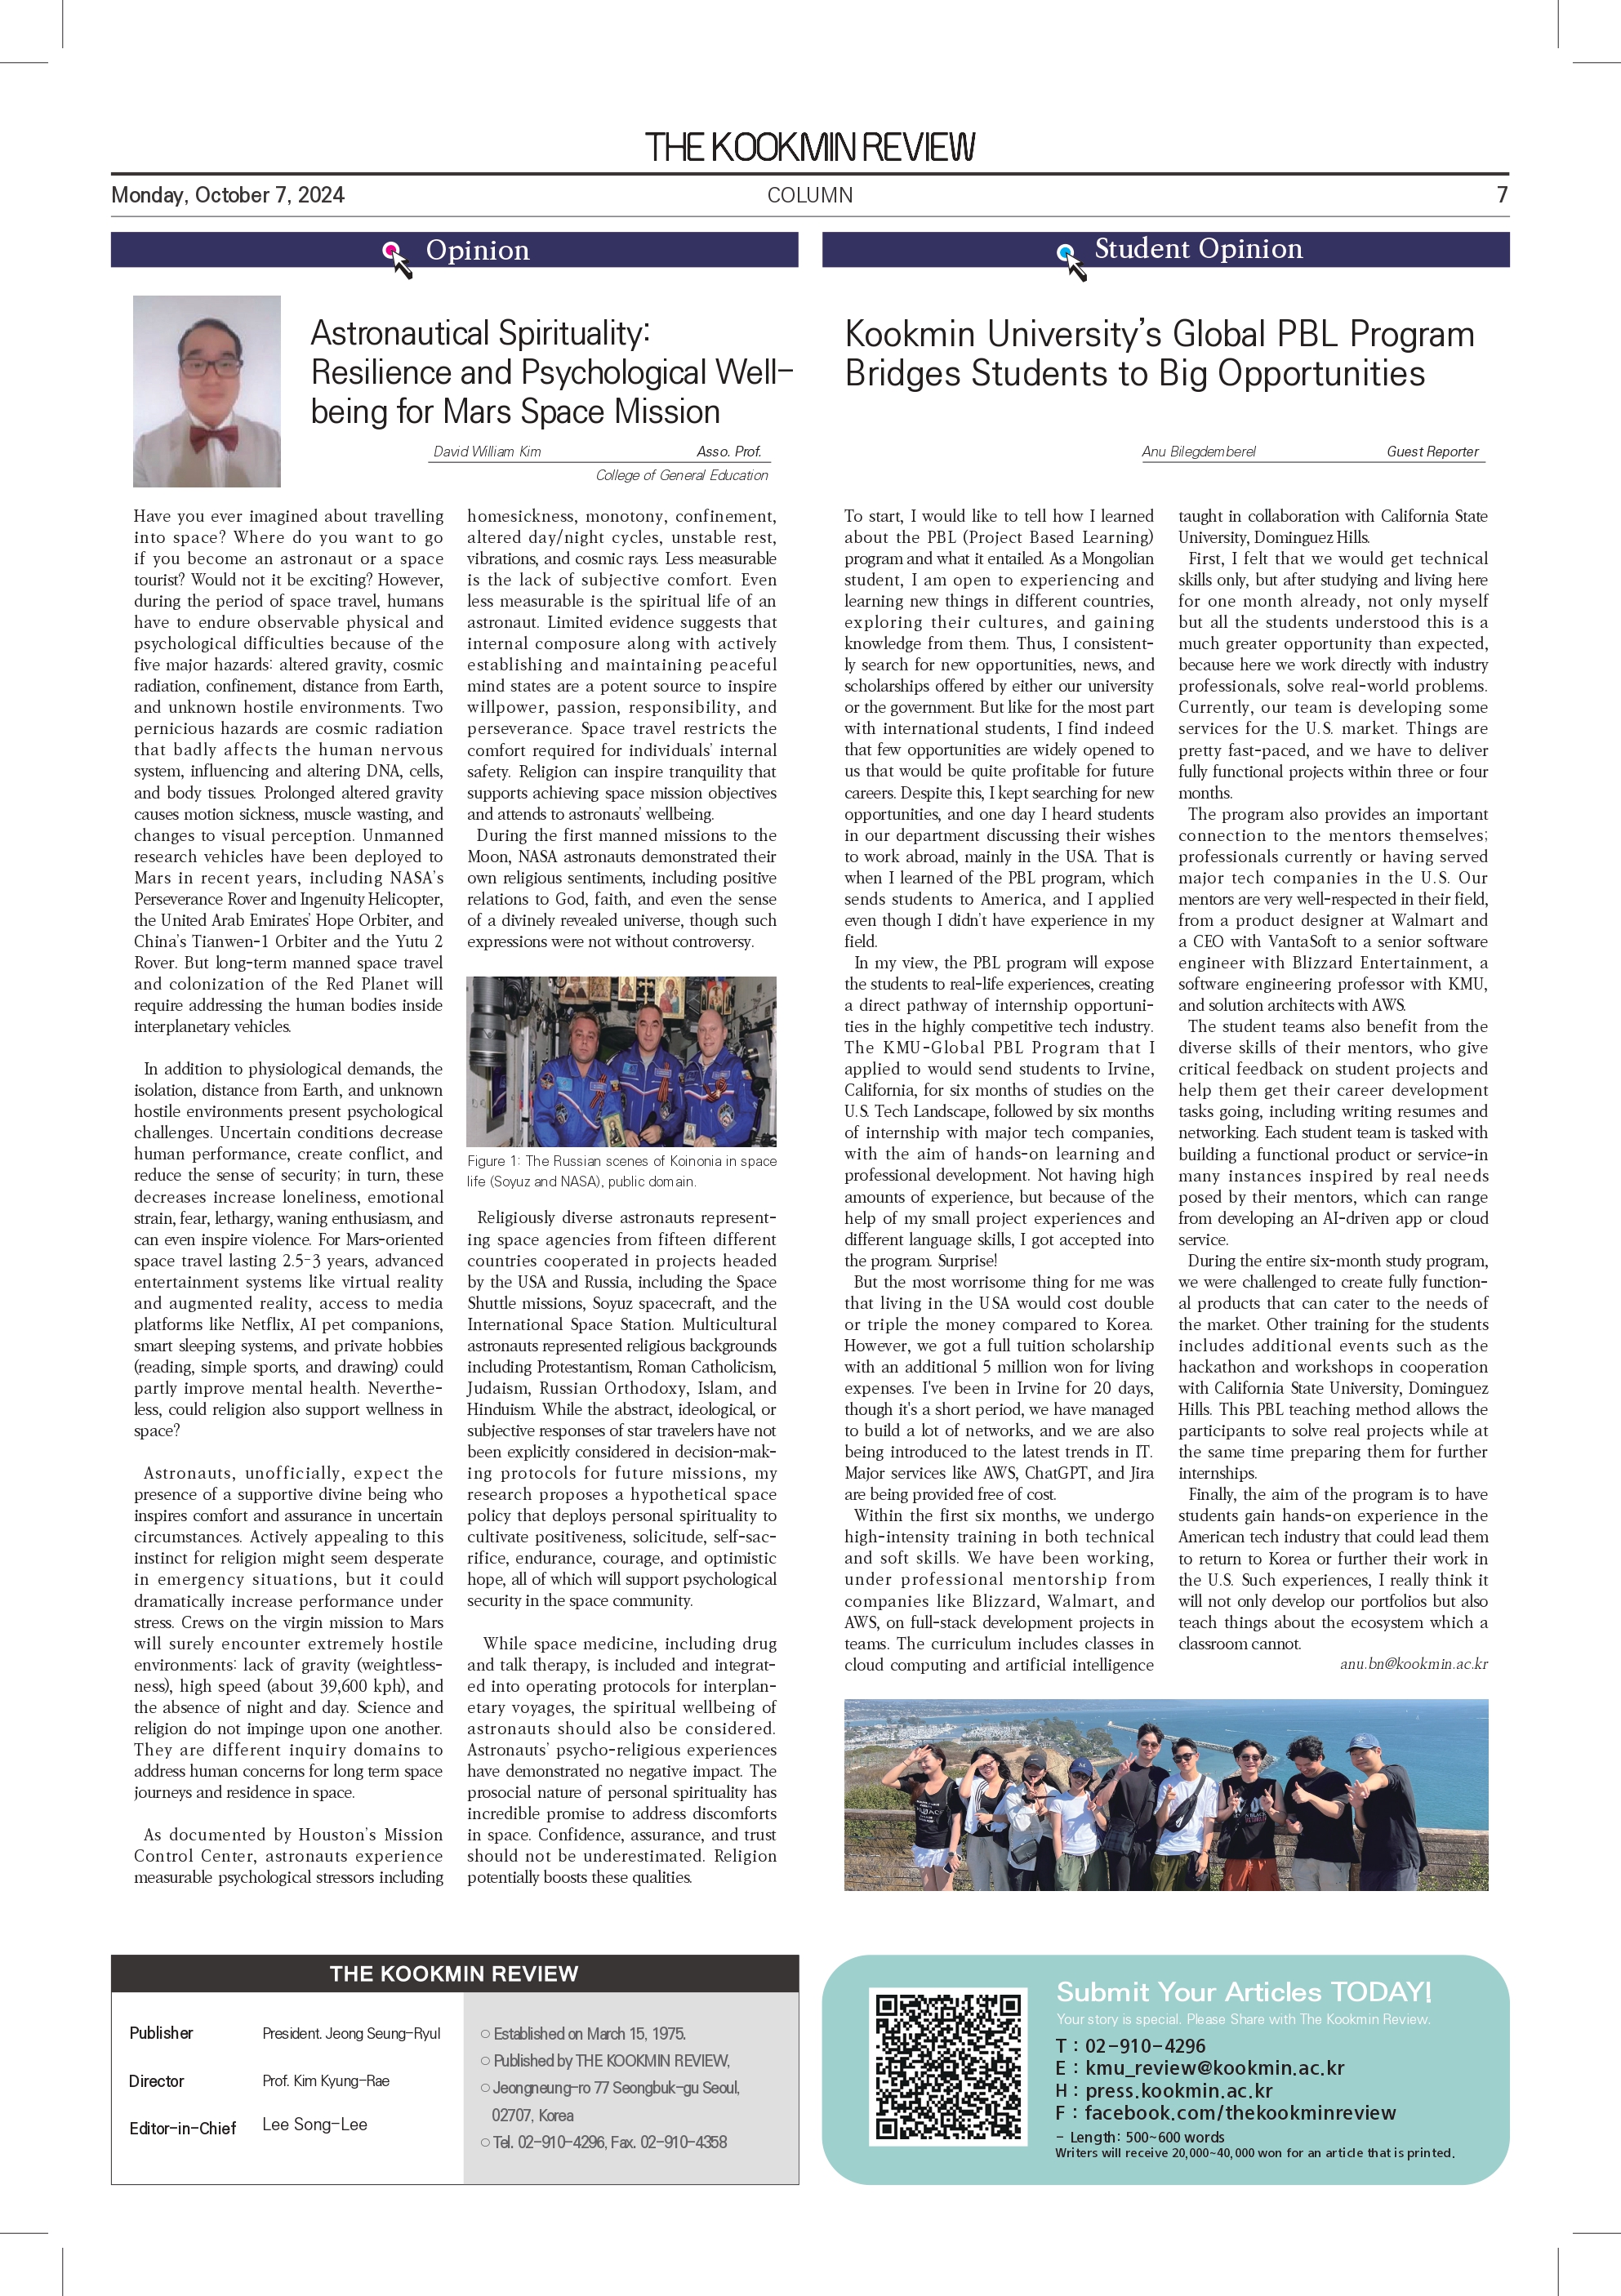 THE KOOKMIN REVIEW
Monday, October 7, 2024
COLUMN
7
Opinion
Astronautical Spirituality:
Resilience and Psychological Well-
being for Mars Space Mission
David William Kim
Asso. Prof.
College of General Education
Have you ever imagined about travelling
into space? Where do you want to go
if you become an astronaut or a space
tourist? Would not it be exciting? However,
during the period of space travel, humans
have to endure observable physical and
psychological difficulties because of the
five major hazards: altered gravity, cosmic
radiation, confinement, distance from Earth,
and unknown hostile environments. Two
pernicious hazards are cosmic radiation
that badly affects the human nervous
system, influencing and altering DNA, cells,
and body tissues. Prolonged altered gravity
causes motion sickness, muscle wasting, and
changes to visual perception. Unmanned
research vehicles have been deployed to
Mars in recent years, including NASA's
Perseverance Rover and Ingenuity Helicopter,
the United Arab Emirates' Hope Orbiter, and
China's Tianwen-1 Orbiter and the Yutu 2
Rover. But long-term manned space travel
and colonization of the Red Planet will
require addressing the human bodies inside
interplanetary vehicles.
In addition to physiological demands, the
isolation, distance from Earth, and unknown
hostile environments present psychological
challenges. Uncertain conditions decrease
human performance, create conflict, and
reduce the sense of security; in turn, these
decreases increase loneliness, emotional
strain, fear, lethargy, waning enthusiasm, and
can even inspire violence. For Mars-oriented
space travel lasting 2.5-3 years, advanced
entertainment systems like virtual reality
and augmented reality, access to media
platforms like Netflix, AI pet companions,
smart sleeping systems, and private hobbies
(reading, simple sports, and drawing) could
partly improve mental health. Neverthe-
less, could religion also support wellness in
space?
Astronauts, unofficially, expect the
presence of a supportive divine being who
inspires comfort and assurance in uncertain
circumstances. Actively appealing to this
instinct for religion might seem desperate
in emergency situations, but it could
dramatically increase performance under
stress. Crews on the virgin mission to Mars
will surely encounter extremely hostile
environments: lack of gravity (weightless-
ness), high speed (about 39,600 kph), and
the absence of night and day. Science and
religion do not impinge upon one another.
They are different inquiry domains to
address human concerns for long term space
journeys and residence in space.
As documented by Houston's Mission
Control Center, astronauts experience
measurable psychological stressors including
homesickness, monotony, confinement,
altered day/night cycles, unstable rest,
vibrations, and cosmic rays. Less measurable
is the lack of subjective comfort. Even
less measurable is the spiritual life of an
astronaut. Limited evidence suggests that
internal composure along with actively
establishing and maintaining peaceful
mind states are a potent source to inspire
willpower, passion, responsibility, and
perseverance. Space travel restricts the
comfort required for individuals' internal
safety. Religion can inspire tranquility that
supports achieving space mission objectives
and attends to astronauts' wellbeing.
During the first manned missions to the
Moon, NASA astronauts demonstrated their
own religious sentiments, including positive
relations to God, faith, and even the sense
of a divinely revealed universe, though such
expressions were not without controversy.
Figure 1: The Russian scenes of Koinonia in space
life (Soyuz and NASA), public domain.
Religiously diverse astronauts represent-
ing space agencies from fifteen different
countries cooperated in projects headed
by the USA and Russia, including the Space
Shuttle missions, Soyuz spacecraft, and the
International Space Station. Multicultural
astronauts represented religious backgrounds
including Protestantism, Roman Catholicism,
Judaism, Russian Orthodoxy, Islam, and
Hinduism. While the abstract, ideological, or
subjective responses of star travelers have not
been explicitly considered in decision-mak-
ing protocols for future missions, my
research proposes a hypothetical space
policy that deploys personal spirituality to
cultivate positiveness, solicitude, self-sac-
rifice, endurance, courage, and optimistic
hope, all of which will support psychological
security in the space community.
While space medicine, including drug
and talk therapy, is included and integrat-
ed into operating protocols for interplan-
etary voyages, the spiritual wellbeing of
astronauts should also be considered.
Astronauts' psycho-religious experiences
have demonstrated no negative impact. The
prosocial nature of personal spirituality has
incredible promise to address discomforts
in space. Confidence, assurance, and trust
should not be underestimated. Religion
potentially boosts these qualities.
Student Opinion
Kookmin University's Global PBL Program
Bridges Students to Big Opportunities
Anu Bilegdemberel
Guest Reporter
To start, I would like to tell how I learned
about the PBL (Project Based Learning)
program and what it entailed. As a Mongolian
student, I am open to experiencing and
learning new things in different countries,
exploring their cultures, and gaining
knowledge from them. Thus, I consistent-
ly search for new opportunities, news, and
scholarships offered by either our university
or the government. But like for the most part
with international students, I find indeed
that few opportunities are widely opened to
us that would be quite profitable for future
careers. Despite this, I kept searching for new
opportunities, and one day I heard students
in our department discussing their wishes
to work abroad, mainly in the USA. That is
when I learned of the PBL program, which
sends students to America, and I applied
even though I didn't have experience in my
field.
In my view, the PBL program will expose
the students to real-life experiences, creating
a direct pathway of internship opportuni-
ties in the highly competitive tech industry.
The KMU-Global PBL Program that I
applied to would send students to Irvine,
California, for six months of studies on the
U.S. Tech Landscape, followed by six months
of internship with major tech companies,
with the aim of hands-on learning and
professional development. Not having high
amounts of experience, but because of the
help of my small project experiences and
different language skills, I got accepted into
the program. Surprise!
But the most worrisome thing for me was
that living in the USA would cost double
or triple the money compared to Korea.
However, we got a full tuition scholarship
with an additional 5 million won for living
expenses. I've been in Irvine for 20 days,
though it's a short period, we have managed
to build a lot of networks, and we are also
being introduced to the latest trends in IT.
Major services like AWS, ChatGPT, and Jira
are being provided free of cost.
Within the first six months, we undergo
high-intensity training in both technical
and soft skills. We have been working,
under professional mentorship from
companies like Blizzard, Walmart, and
AWS, on full-stack development projects in
teams. The curriculum includes classes in
cloud computing and artificial intelligence
taught in collaboration with California State
University, Dominguez Hills.
First, I felt that we would get technical
skills only, but after studying and living here
for one month already, not only myself
but all the students understood this is a
much greater opportunity than expected,
because here we work directly with industry
professionals, solve real-world problems.
Currently, our team is developing some
services for the U.S. market. Things are
pretty fast-paced, and we have to deliver
fully functional projects within three or four
months.
The program also provides an important
connection to the mentors themselves;
professionals currently or having served
major tech companies in the U.S. Our
mentors are very well-respected in their field,
from a product designer at Walmart and
a CEO with VantaSoft to a senior software
engineer with Blizzard Entertainment, a
software engineering professor with KMU,
and solution architects with AWS.
The student teams also benefit from the
diverse skills of their mentors, who give
critical feedback on student projects and
help them get their career development
tasks going, including writing resumes and
networking. Each student team is tasked with
building a functional product or service-in
many instances inspired by real needs
posed by their mentors, which can range
from developing an AI-driven app or cloud
service.
During the entire six-month study program,
we were challenged to create fully function-
al products that can cater to the needs of
the market. Other training for the students
includes additional events such as the
hackathon and workshops in cooperation
with California State University, Dominguez
Hills. This PBL teaching method allows the
participants to solve real projects while at
the same time preparing them for further
internships.
Finally, the aim of the program is to have
students gain hands-on experience in the
American tech industry that could lead them
to return to Korea or further their work in
the U.S. Such experiences, I really think it
will not only develop our portfolios but also
teach things about the ecosystem which a
classroom cannot.
anu.bn@kookmin.ac.kr
THE KOOKMIN REVIEW
Publisher President. Jeong Seung-Ryul
Director Prof. Kim Kyung-Rae
Editor-in-Chief Lee Song-Lee
○ Established on March 15, 1975.
○ Published by THE KOOKMIN REVIEW,
○ Jeongneung-ro 77 Seongbuk-gu Seoul,
02707, Korea
○ Tel. 02-910-4296, Fax. 02-910-4358
Submit Your Articles TODAY!
Your story is special. Please Share with The Kookmin Review.
T : 02-910-4296
E : kmu_review@kookmin.ac.kr
H : press.kookmin.ac.kr
F : facebook.com/thekookminreview
- Length: 500~600 words
Writers will receive 20,000~40,000 won for an article that is printed.